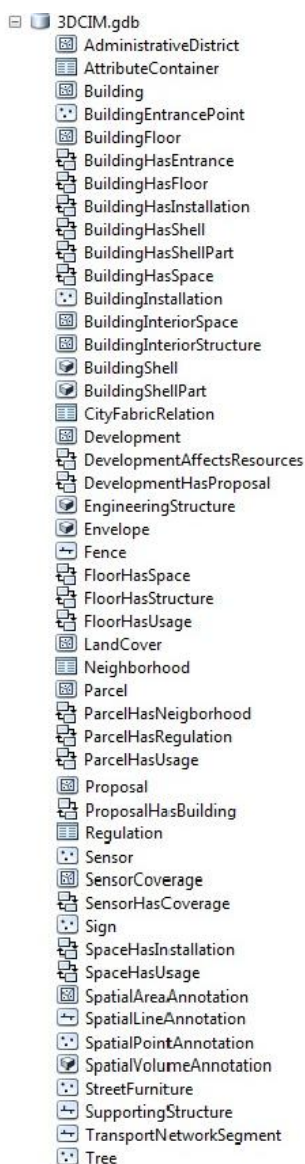 3DCIM.gdb
AdministrativeDistrict
AttributeContainer
Building
BuildingEntrancePoint
BuildingFloor
BuildingHasEntrance
BuildingHasFloor
BuildingHasInstallation
BuildingHasShell
BuildingHasShellPart
BuildingHasSpace
BuildingInstallation
BuildingInteriorSpace
BuildingInteriorStructure
BuildingShell
BuildingShellPart
CityFabricRelation
Development
DevelopmentAffectsResources
DevelopmentHasProposal
EngineeringStructure
Envelope
Fence
FloorHasSpace
FloorHasStructure
FloorHasUsage
LandCover
Neighborhood
Parcel
ParcelHasNeigborhood
ParcelHasRegulation
ParcelHasUsage
Proposal
ProposalHasBuilding
Regulation
Sensor
SensorCoverage
SensorHasCoverage
Sign
SpaceHasInstallation
SpaceHasUsage
SpatialAreaAnnotation
SpatialLineAnnotation
SpatialPointAnnotation
SpatialVolumeAnnotation
StreetFurniture
SupportingStructure
TransportNetworkSegment
Tree